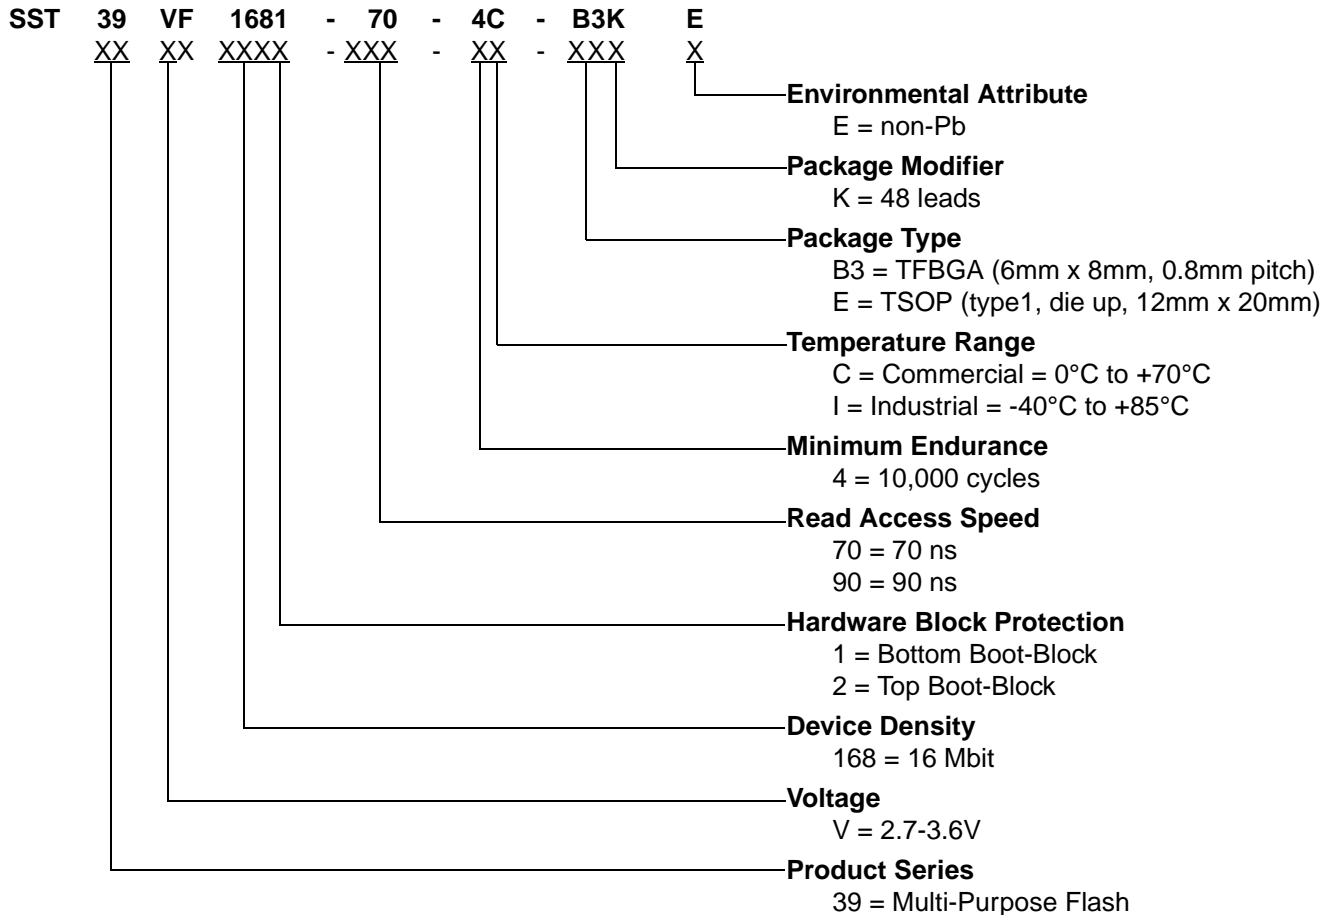 SST 39 VF 1681 - 70 - 4C - B3K E
XX XX XXXX - XXX - XX - XXX X
Environmental Attribute
E = non-Pb
Package Modifier
K = 48 leads
Package Type
B3 = TFBGA (6mm x 8mm, 0.8mm pitch)
E = TSOP (type1, die up, 12mm x 20mm)
Temperature Range
C = Commercial = 0°C to +70°C
I = Industrial = -40°C to +85°C
Minimum Endurance
4 = 10,000 cycles
Read Access Speed
70 = 70 ns
90 = 90 ns
Hardware Block Protection
1 = Bottom Boot-Block
2 = Top Boot-Block
Device Density
168 = 16 Mbit
Voltage
V = 2.7-3.6V
Product Series
39 = Multi-Purpose Flash